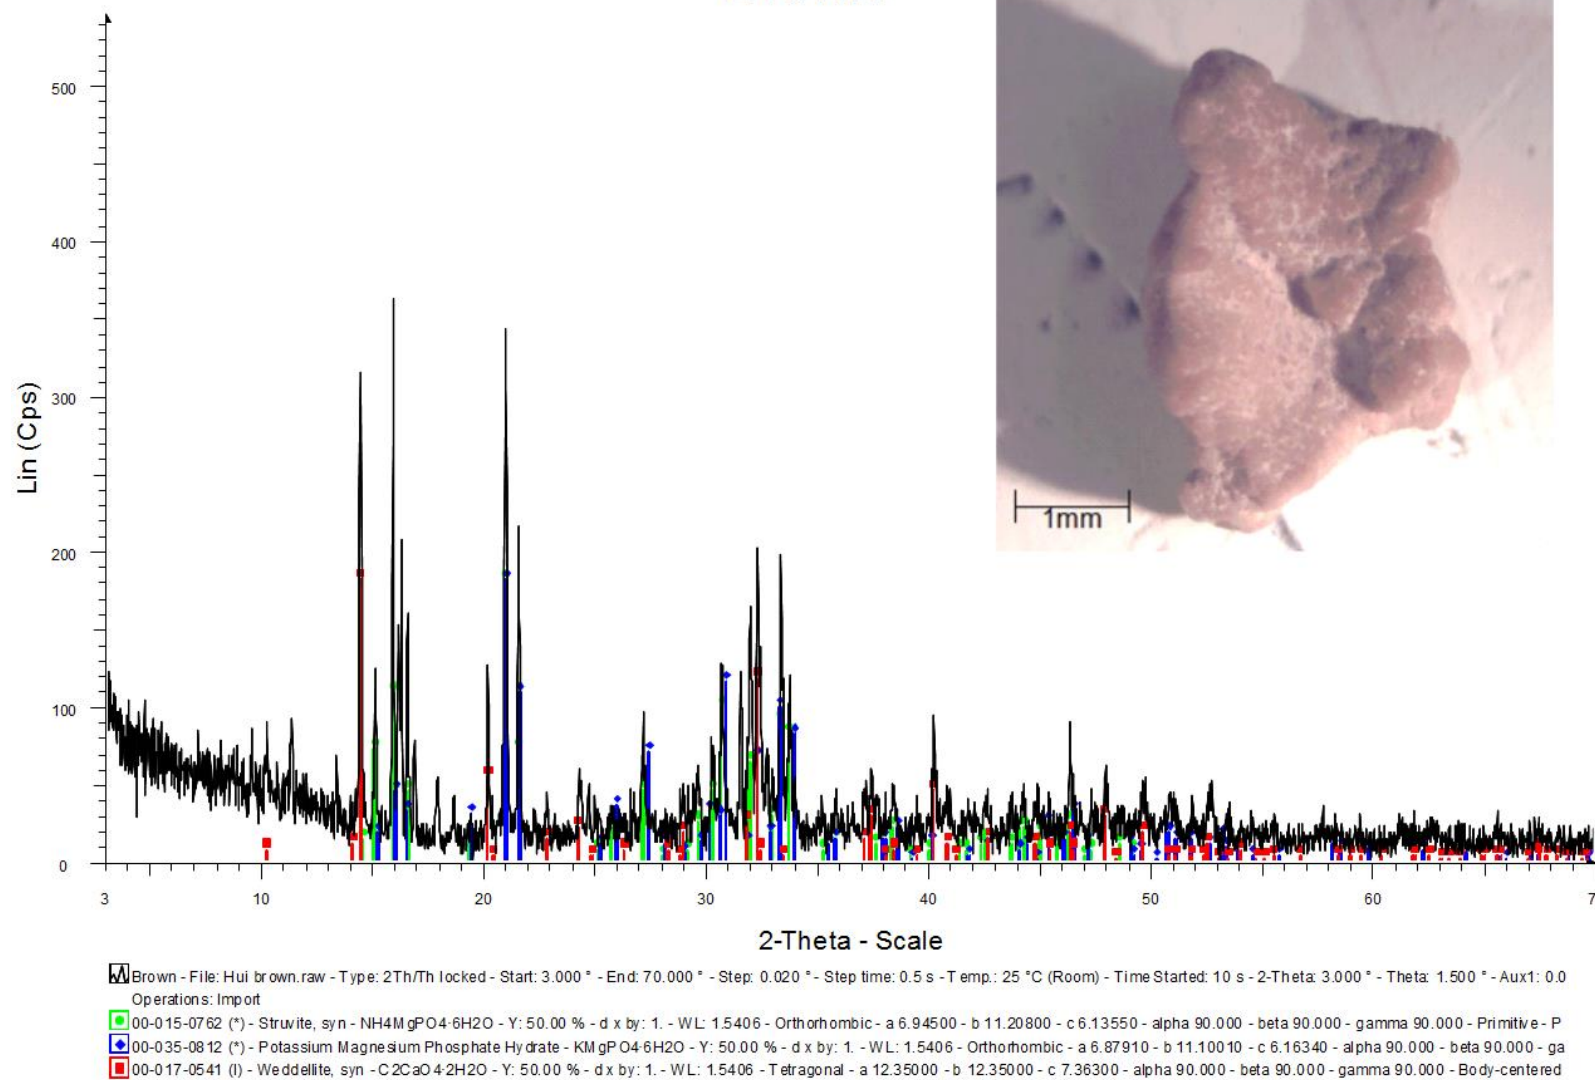 500
400
300
200
100
0
Lin (Cps)
1mm
3 10 20 30 40 50 60 7
2-Theta - Scale
Brown - File: Hui brown.raw - Type: 2Th/Th locked - Start: 3.000 ° - End: 70.000 ° - Step: 0.020 ° - Step time: 0.5 s - Temp.: 25 °C (Room) - Time Started: 10 s - 2-Theta: 3.000 ° - Theta: 1.500 ° - Aux1: 0.0
Operations: Import
00-015-0762 (*) - Struvite, syn - NH4MgPO4·6H2O - Y: 50.00 % - d x by: 1. - WL: 1.5406 - Orthorhombic - a 6.94500 - b 11.20800 - c 6.13550 - alpha 90.000 - beta 90.000 - gamma 90.000 - Primitive - P
00-035-0812 (*) - Potassium Magnesium Phosphate Hydrate - KMgPO4·6H2O - Y: 50.00 % - d x by: 1. - WL: 1.5406 - Orthorhombic - a 6.87910 - b 11.10010 - c 6.16340 - alpha 90.000 - beta 90.000 - ga
00-017-0541 (I) - Weddellite, syn - C2CaO4·2H2O - Y: 50.00 % - d x by: 1. - WL: 1.5406 - Tetragonal - a 12.35000 - b 12.35000 - c 7.36300 - alpha 90.000 - beta 90.000 - gamma 90.000 - Body-centered